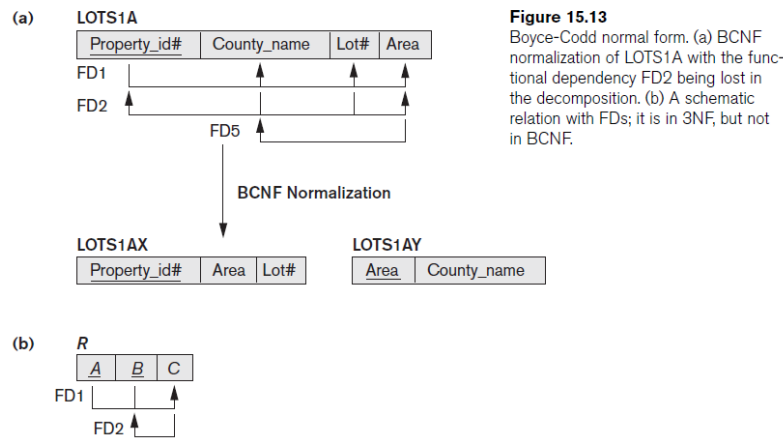 (a)
LOTS1A
Property_id# County_name Lot# Area
FD1
FD2
FD5
BCNF Normalization
LOTS1AX
Property_id# Area Lot#
LOTS1AY
Area County_name
(b)
R
A B C
FD1
FD2
Figure 15.13
Boyce-Codd normal form. (a) BCNF
normalization of LOTS1A with the func-
tional dependency FD2 being lost in
the decomposition. (b) A schematic
relation with FDs; it is in 3NF, but not
in BCNF.